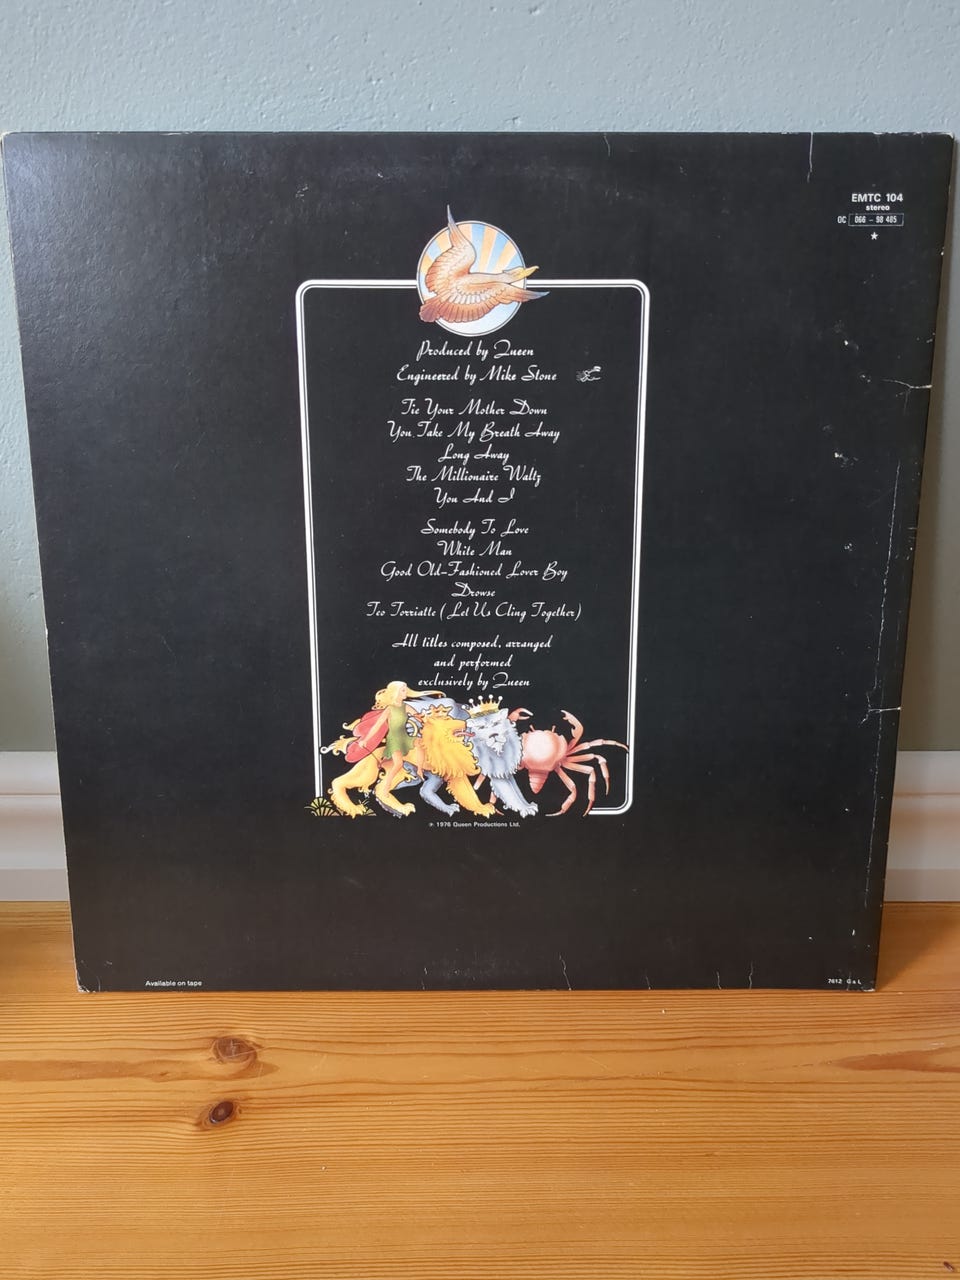 EMTC 104
stereo
OC 066 – 98 485
★
Produced by Queen
Engineered by Mike Stone
Tie Your Mother Down
You Take My Breath Away
Long Away
The Millionaire Waltz
You And I
Somebody To Love
White Man
Good Old-Fashioned Lover Boy
Drowse
Teo Torriatte (Let Us Cling Together)
All titles composed, arranged
and performed
exclusively by Queen
℗ 1976 Queen Productions Ltd.
Available on tape
7612 G & L